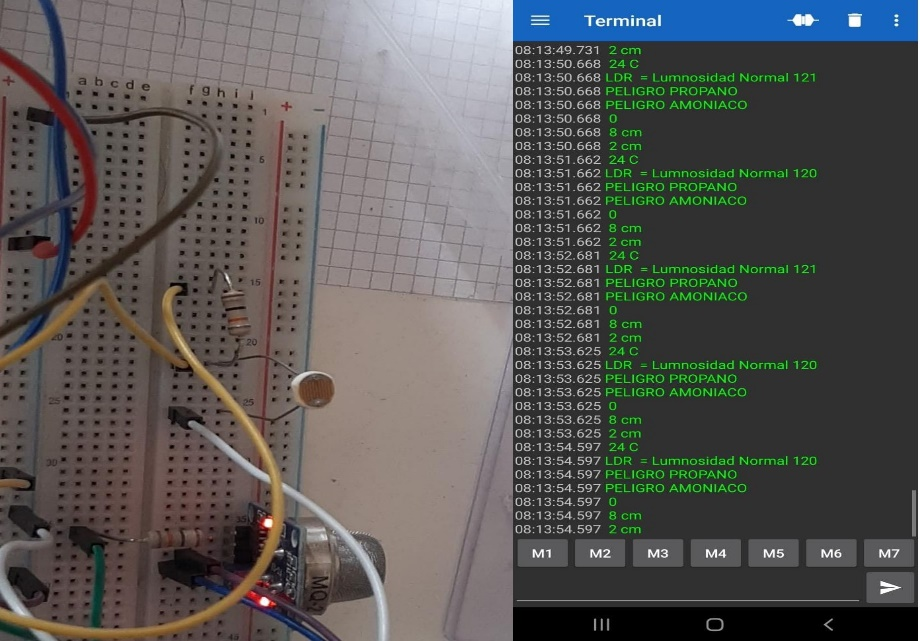 +
a b c d e
f g h i j
+ −
1
5
10
15
20
20
25
25
30
35
MQ-2
Terminal
08:13:49.731 2 cm
08:13:50.668 24 C
08:13:50.668 LDR = Lumnosidad Normal 121
08:13:50.668 PELIGRO PROPANO
08:13:50.668 PELIGRO AMONIACO
08:13:50.668 0
08:13:50.668 8 cm
08:13:50.668 2 cm
08:13:51.662 24 C
08:13:51.662 LDR = Lumnosidad Normal 120
08:13:51.662 PELIGRO PROPANO
08:13:51.662 PELIGRO AMONIACO
08:13:51.662 0
08:13:51.662 8 cm
08:13:51.662 2 cm
08:13:52.681 24 C
08:13:52.681 LDR = Lumnosidad Normal 121
08:13:52.681 PELIGRO PROPANO
08:13:52.681 PELIGRO AMONIACO
08:13:52.681 0
08:13:52.681 8 cm
08:13:52.681 2 cm
08:13:53.625 24 C
08:13:53.625 LDR = Lumnosidad Normal 120
08:13:53.625 PELIGRO PROPANO
08:13:53.625 PELIGRO AMONIACO
08:13:53.625 0
08:13:53.625 8 cm
08:13:53.625 2 cm
08:13:54.597 24 C
08:13:54.597 LDR = Lumnosidad Normal 120
08:13:54.597 PELIGRO PROPANO
08:13:54.597 PELIGRO AMONIACO
08:13:54.597 0
08:13:54.597 8 cm
08:13:54.597 2 cm
M1 M2 M3 M4 M5 M6 M7